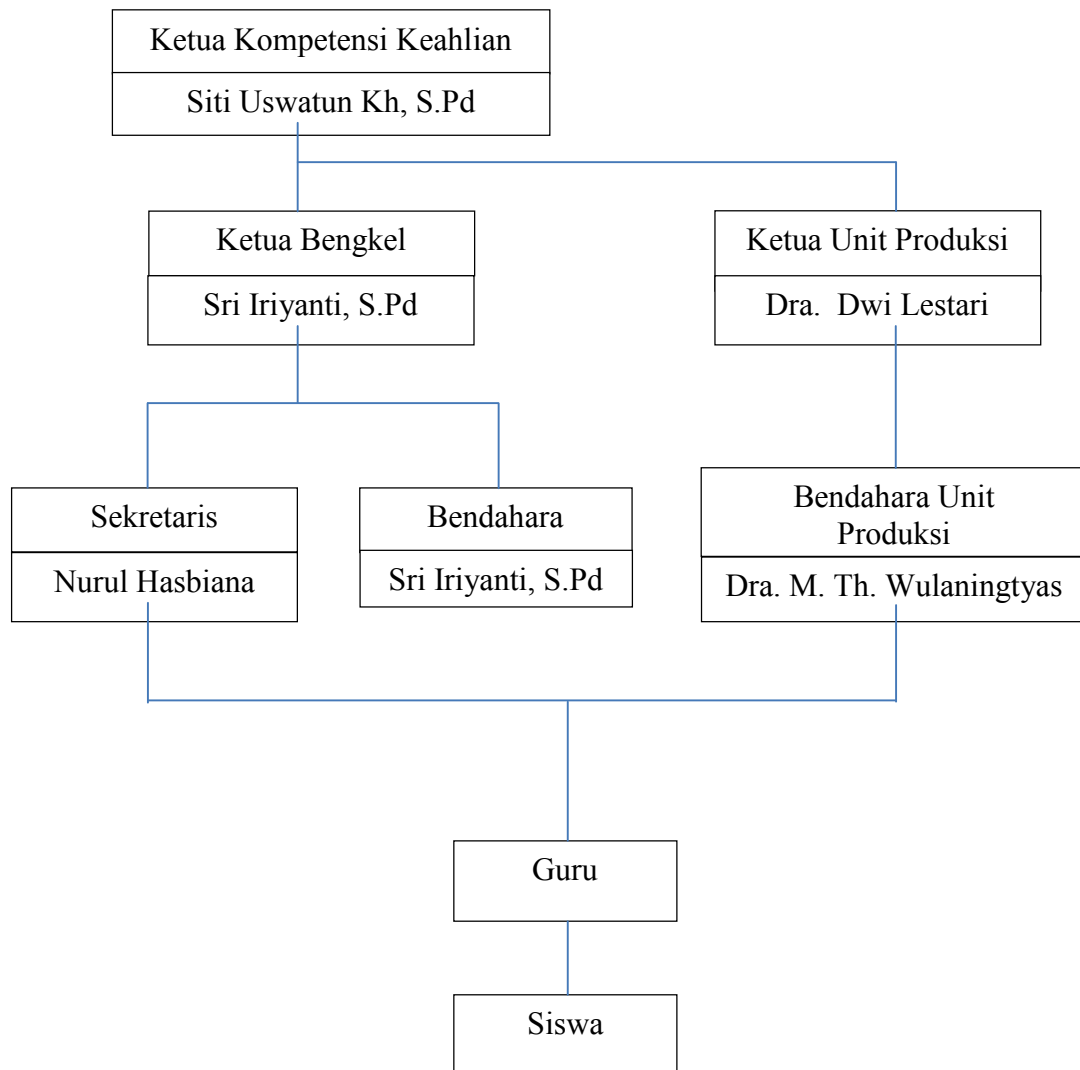 Ketua Kompetensi Keahlian
Siti Uswatun Kh, S.Pd
Ketua Bengkel
Sri Iriyanti, S.Pd
Ketua Unit Produksi
Dra. Dwi Lestari
Sekretaris
Nurul Hasbiana
Bendahara
Sri Iriyanti, S.Pd
Bendahara Unit
Produksi
Dra. M. Th. Wulaningtyas
Guru
Siswa